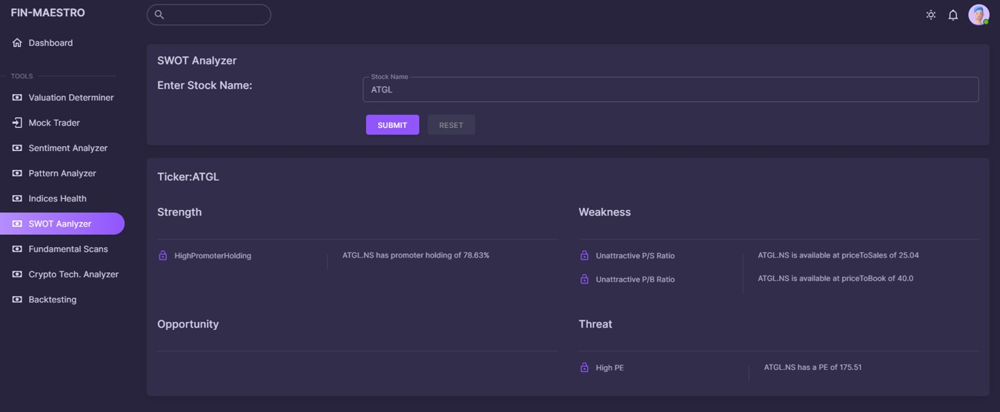 FIN-MAESTRO
Dashboard
TOOLS
Valuation Determiner
Mock Trader
Sentiment Analyzer
Pattern Analyzer
Indices Health
SWOT Aanlyzer
Fundamental Scans
Crypto Tech. Analyzer
Backtesting
SWOT Analyzer
Enter Stock Name:
Stock Name
ATGL
SUBMIT RESET
Ticker:ATGL
Strength
HighPromoterHolding ATGL.NS has promoter holding of 78.63%
Weakness
Unattractive P/S Ratio ATGL.NS is available at priceToSales of 25.04
Unattractive P/B Ratio ATGL.NS is available at priceToBook of 40.0
Opportunity
Threat
High PE ATGL.NS has a PE of 175.51